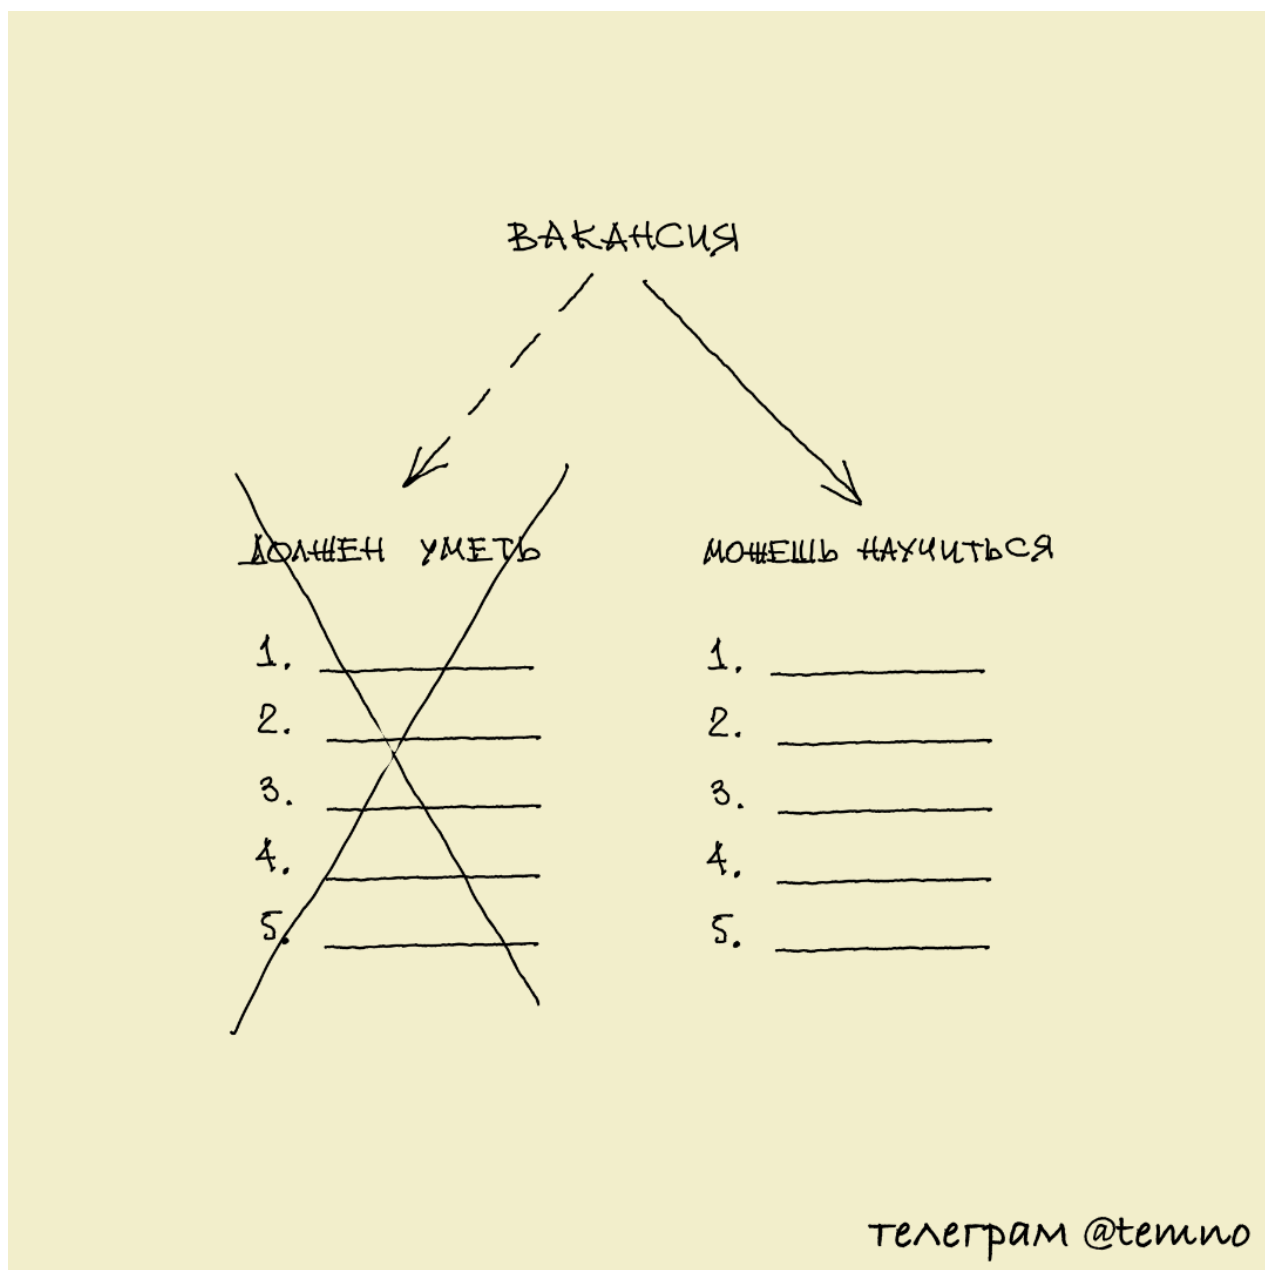 ВАКАНСИЯ
ДОЛЖЕН УМЕТЬ
1.
2.
3.
4.
5.
МОЖЕШЬ НАУЧИТЬСЯ
1.
2.
3.
4.
5.
телеграм @temno